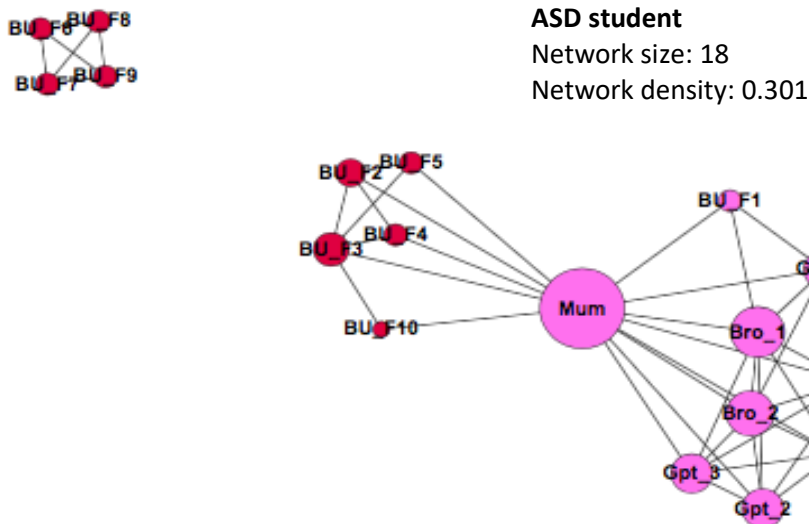 BU_F6
BU_F8
BU_F7
BU_F9
ASD student
Network size: 18
Network density: 0.301
BU_F2
BU_F5
BU_F3
BU_F4
BU_F10
Mum
BU_F1
G
Bro_1
Bro_2
Gpt_3
Gpt_2